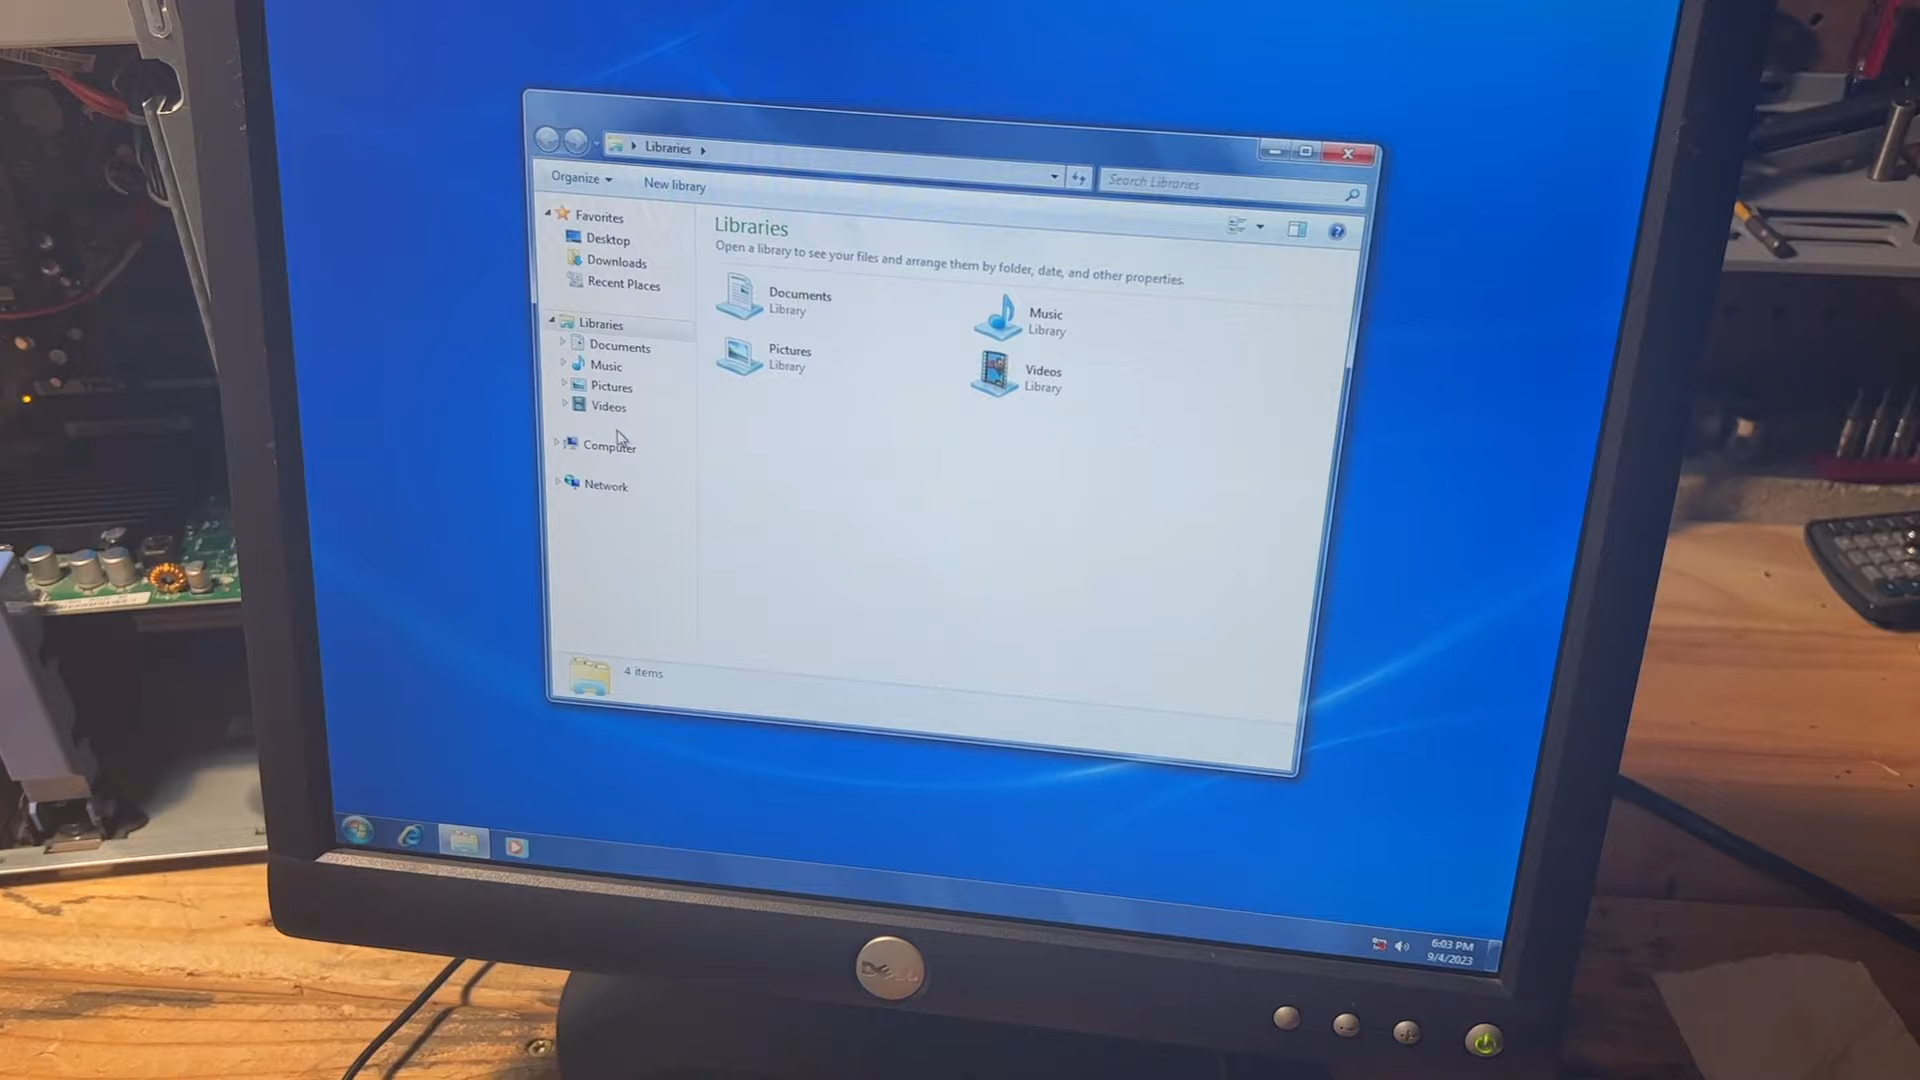 Libraries
Search Libraries
Organize
New library
Favorites
Desktop
Downloads
Recent Places
Libraries
Documents
Music
Pictures
Videos
Computer
Network
Libraries
Open a library to see your files and arrange them by folder, date, and other properties.
Documents
Library
Music
Library
Pictures
Library
Videos
Library
4 items
6:03 PM
9/4/2023
DELL